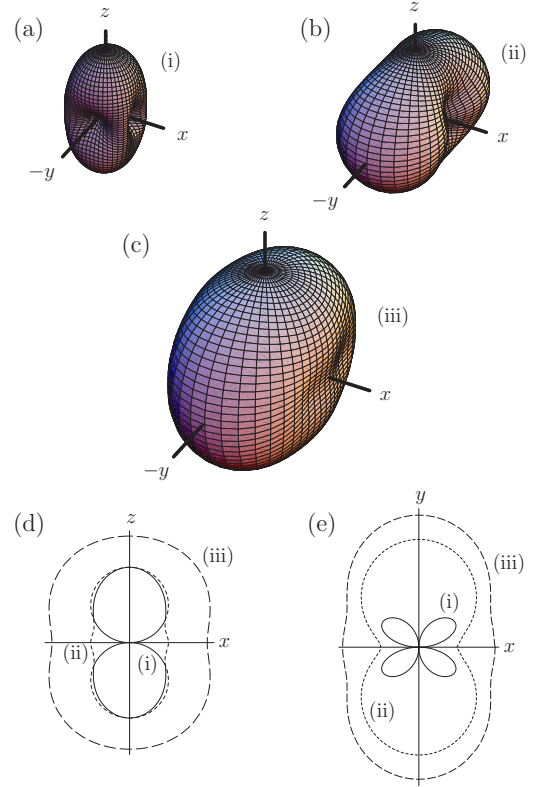 (a)
z
(i)
x
−y
(b)
z
(ii)
x
−y
(c)
z
(iii)
x
−y
(d)
z
(iii)
x
(ii)
(i)
(e)
y
(iii)
(i)
x
(ii)